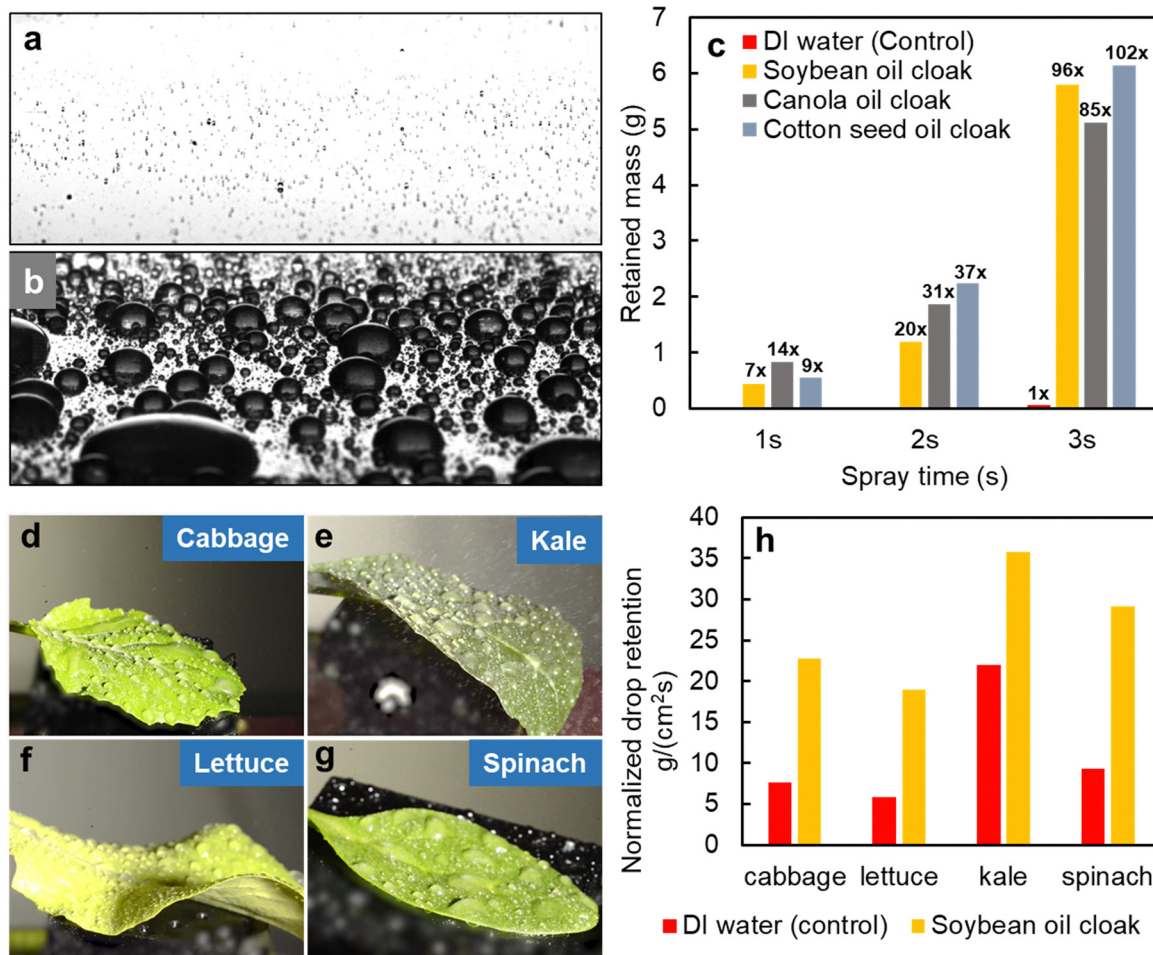 a
b
c
DI water (Control)
Soybean oil cloak
Canola oil cloak
Cotton seed oil cloak
Retained mass (g)
7
6
5
4
3
2
1
0
7x
14x
9x
20x
31x
37x
1x
96x
85x
102x
1s
2s
3s
Spray time (s)
d
Cabbage
e
Kale
f
Lettuce
g
Spinach
h
Normalized drop retention
g/(cm²s)
40
35
30
25
20
15
10
5
0
cabbage
lettuce
kale
spinach
DI water (control)
Soybean oil cloak